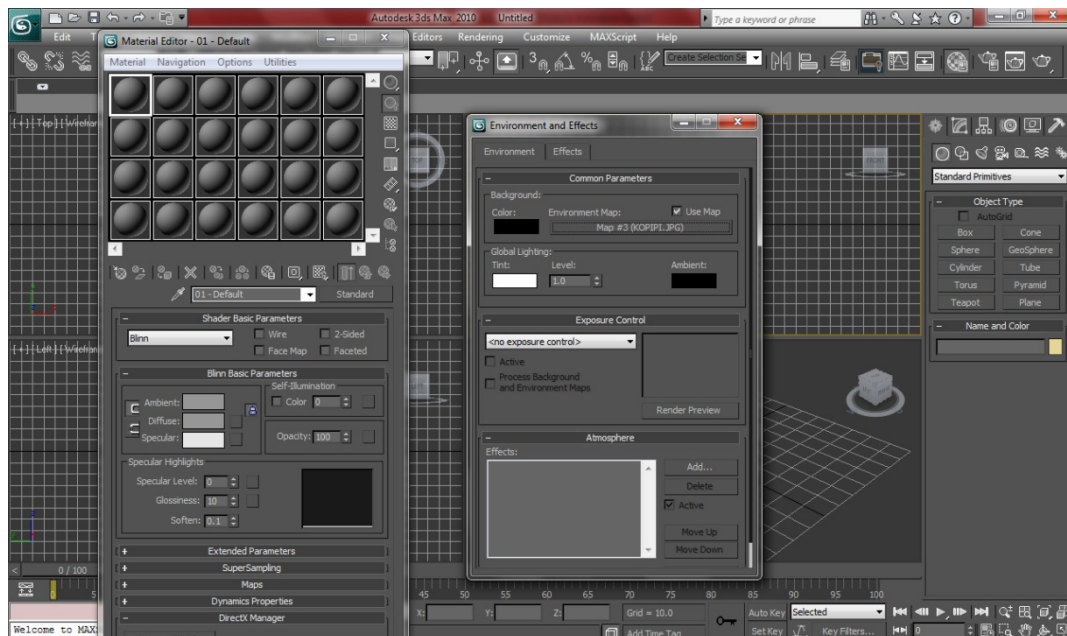 Autodesk 3ds Max 2010 Untitled
Type a keyword or phrase
Edit T
Editors Rendering Customize MAXScript Help
Create Selection Se
Material Editor - 01 - Default
Material Navigation Options Utilities
01 - Default
Standard
Shader Basic Parameters
Blinn
Wire 2-Sided
Face Map Faceted
Blinn Basic Parameters
Self-Illumination
Ambient: Color 0
Diffuse:
Specular: Opacity: 100
Specular Highlights
Specular Level: 0
Glossiness: 10
Soften: 0.1
Extended Parameters
SuperSampling
Maps
Dynamics Properties
DirectX Manager
[ + ] [ Top ] [ Wirefram
[ + ] [ Left ] [ Wirefram
Environment and Effects
Environment Effects
Common Parameters
Background:
Color: Environment Map: Use Map
Map #3 (KOPIPI.JPG)
Global Lighting:
Tint: Level: Ambient:
1.0
Exposure Control
<no exposure control>
Active
Process Background
and Environment Maps
Render Preview
Atmosphere
Effects:
Add...
Delete
Active
Move Up
Move Down
Standard Primitives
Object Type
AutoGrid
Box Cone
Sphere GeoSphere
Cylinder Tube
Torus Pyramid
Teapot Plane
Name and Color
0 / 100
5 45 50 55 60 65 70 75 80 85 90 95 100
X: Y: Z: Grid = 10.0 Auto Key Selected
Welcome to MAX: Add Time Tag Set Key Key Filters... 0